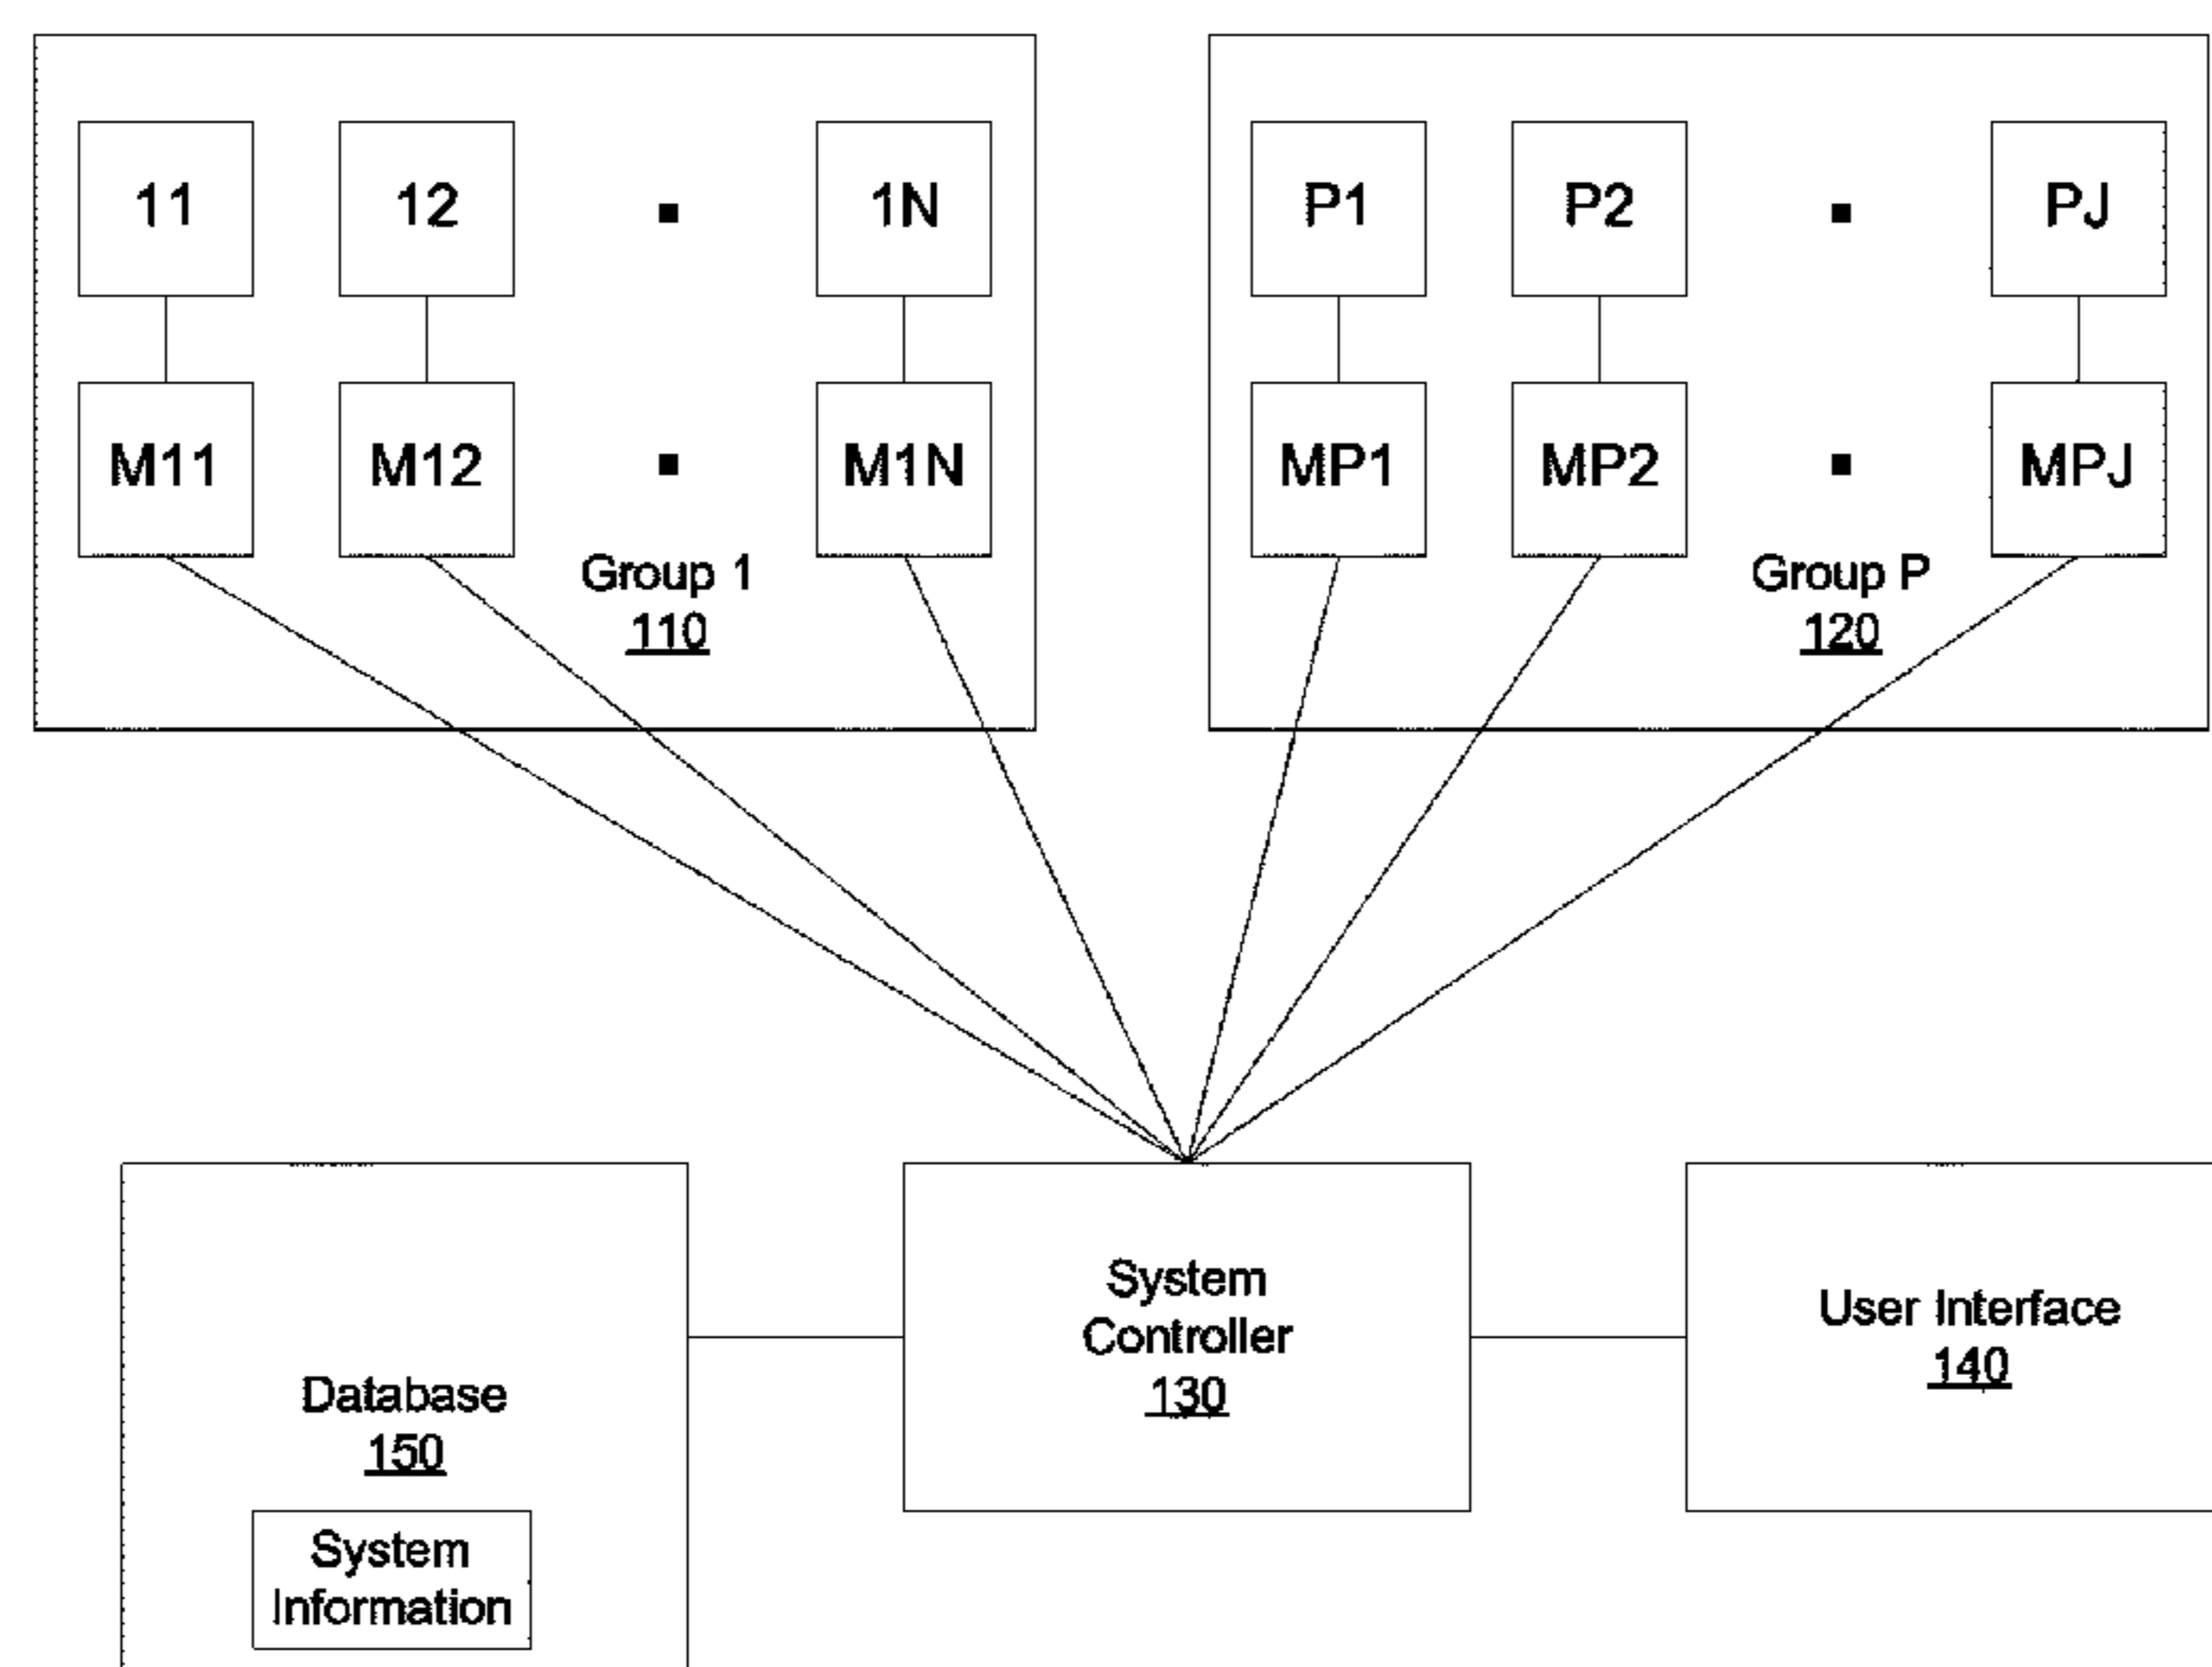 11 12 1N P1 P2 PJ
M11 M12 M1N MP1 MP2 MPJ
Group 1
110
Group P
120
System
Controller
130
User Interface
140
Database
150
System
Information